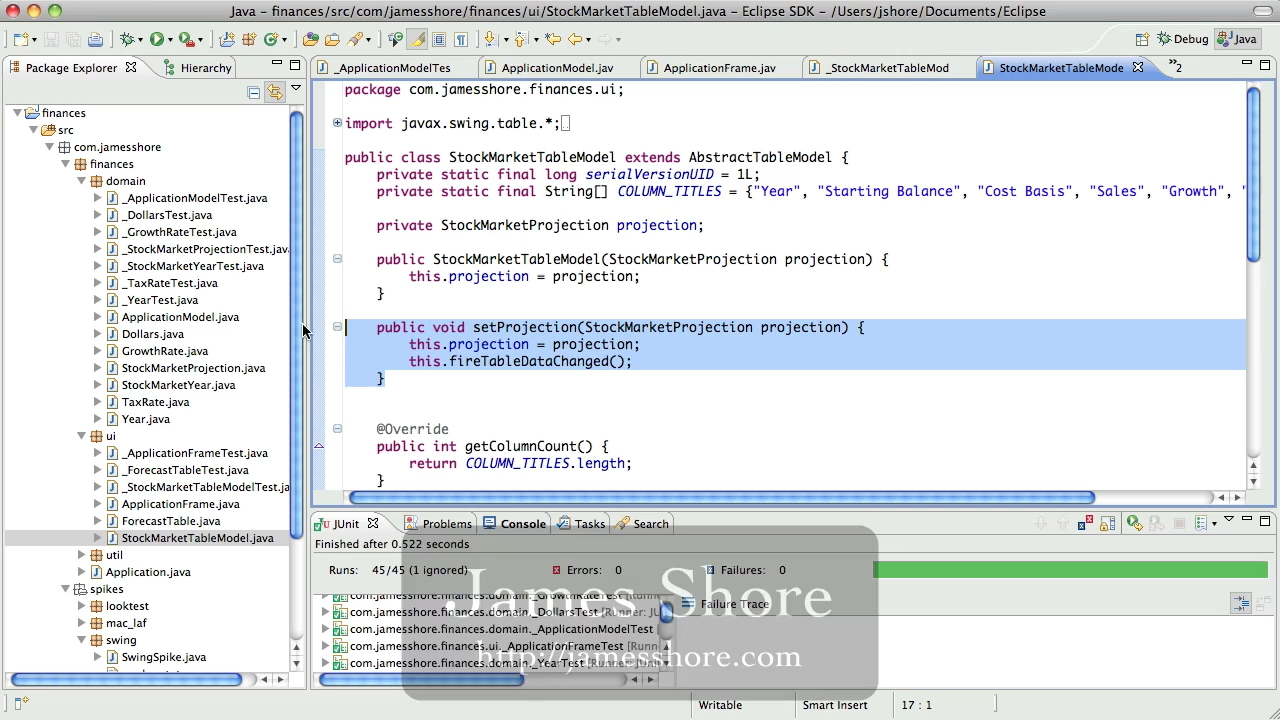 Java – finances/src/com/jamesshore/finances/ui/StockMarketTableModel.java – Eclipse SDK – /Users/jshore/Documents/Eclipse
Debug
Java
Package Explorer
Hierarchy
_ApplicationModelTes
ApplicationModel.jav
ApplicationFrame.jav
_StockMarketTableMod
StockMarketTableMode
»2
finances
src
com.jamesshore
finances
domain
_ApplicationModelTest.java
_DollarsTest.java
_GrowthRateTest.java
_StockMarketProjectionTest.java
_StockMarketYearTest.java
_TaxRateTest.java
_YearTest.java
ApplicationModel.java
Dollars.java
GrowthRate.java
StockMarketProjection.java
StockMarketYear.java
TaxRate.java
Year.java
ui
_ApplicationFrameTest.java
_ForecastTableTest.java
_StockMarketTableModelTest.ja
ApplicationFrame.java
ForecastTable.java
StockMarketTableModel.java
util
Application.java
spikes
looktest
mac_laf
swing
SwingSpike.java
package com.jamesshore.finances.ui;
import javax.swing.table.*;
public class StockMarketTableModel extends AbstractTableModel {
private static final long serialVersionUID = 1L;
private static final String[] COLUMN_TITLES = {"Year", "Starting Balance", "Cost Basis", "Sales", "Growth", "
private StockMarketProjection projection;
public StockMarketTableModel(StockMarketProjection projection) {
this.projection = projection;
}
public void setProjection(StockMarketProjection projection) {
this.projection = projection;
this.fireTableDataChanged();
}
@Override
public int getColumnCount() {
return COLUMN_TITLES.length;
}
JUnit
Problems
Console
Tasks
Search
Finished after 0.522 seconds
Runs: 45/45 (1 ignored)
Errors: 0
Failures: 0
com.jamesshore.finances.domain._DollarsTest [Runner: JU
com.jamesshore.finances.domain._ApplicationModelTest [
com.jamesshore.finances.ui._ApplicationFrameTest [Runn
com.jamesshore.finances.domain._YearTest [Runner: JUni
Failure Trace
James Shore
http://jamesshore.com
Writable
Smart Insert
17 : 1